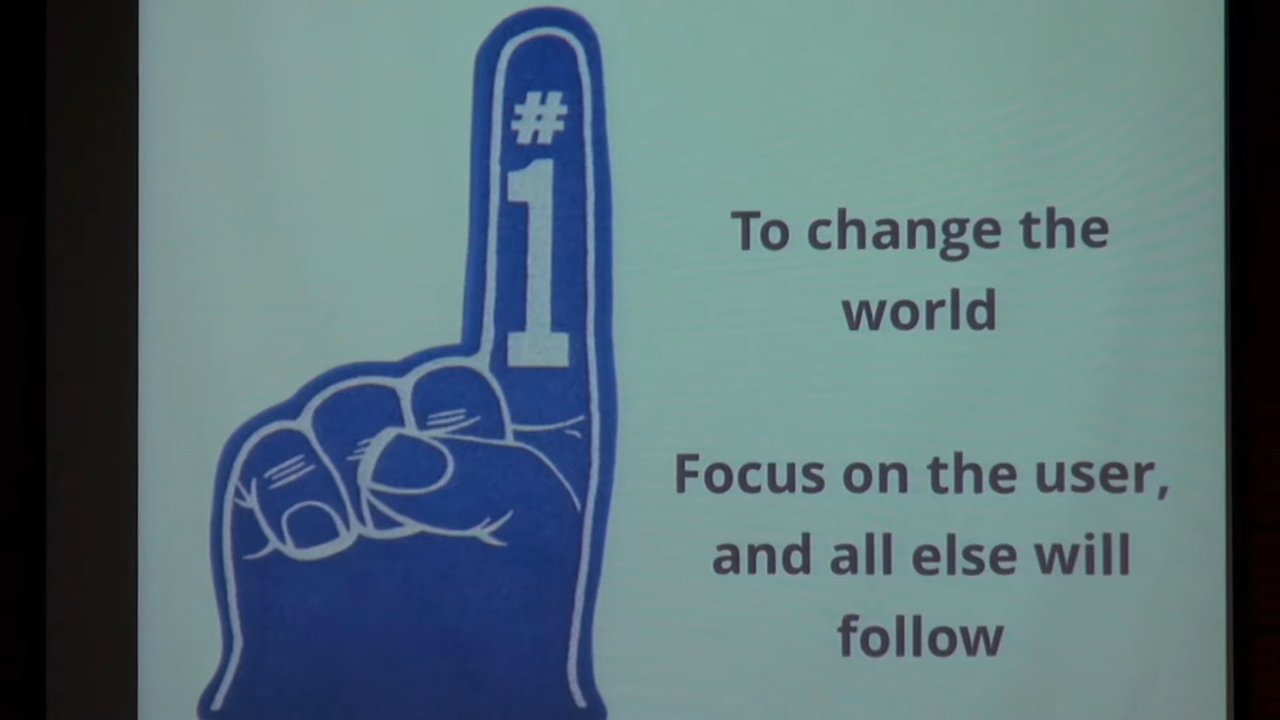 #
1
To change the
world
Focus on the user,
and all else will
follow